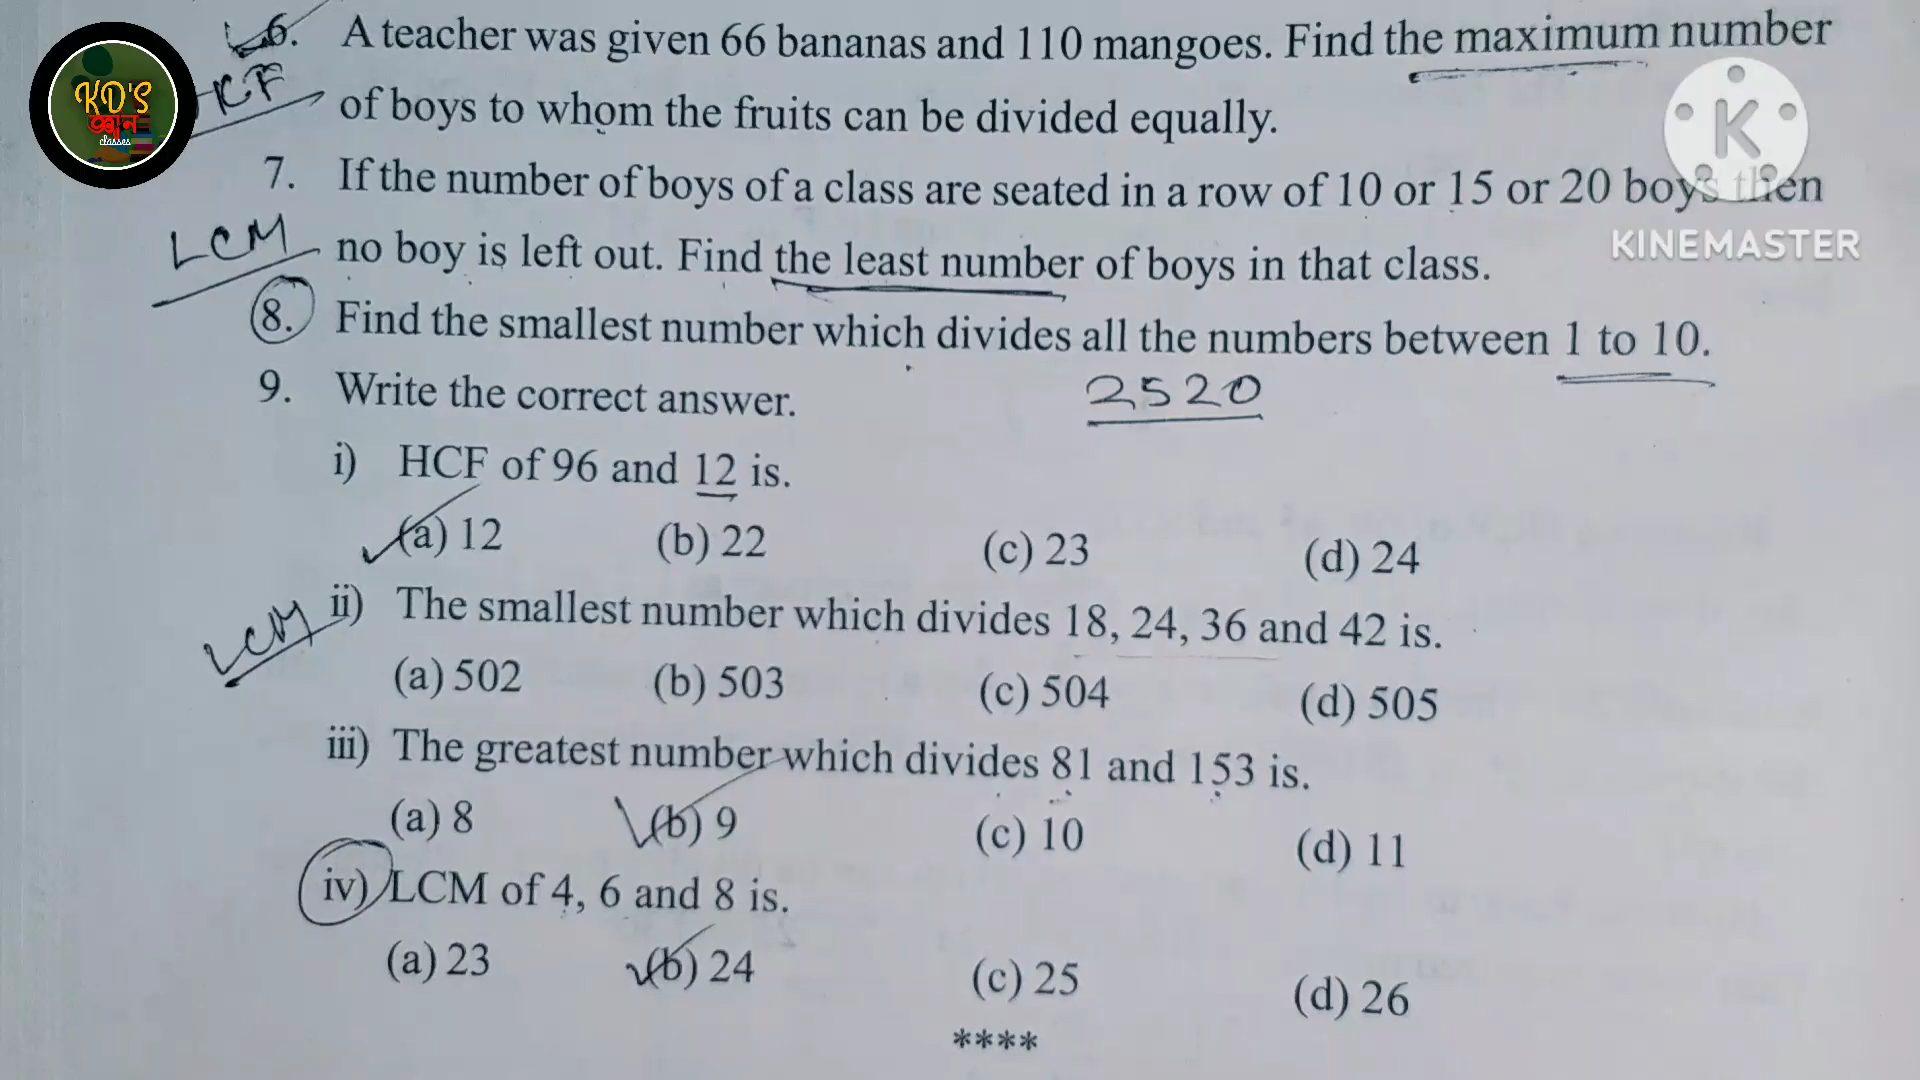 6. A teacher was given 66 bananas and 110 mangoes. Find the maximum number
KD'S
জ্ঞান
classes
HCF
of boys to whom the fruits can be divided equally.
K
7. If the number of boys of a class are seated in a row of 10 or 15 or 20 boys then
KINEMASTER
LCM
no boy is left out. Find the least number of boys in that class.
8. Find the smallest number which divides all the numbers between 1 to 10.
9. Write the correct answer.
2520
i) HCF of 96 and 12 is.
(a) 12 (b) 22 (c) 23 (d) 24
LCM
ii) The smallest number which divides 18, 24, 36 and 42 is.
(a) 502 (b) 503 (c) 504 (d) 505
iii) The greatest number which divides 81 and 153 is.
(a) 8 (b) 9 (c) 10 (d) 11
iv) LCM of 4, 6 and 8 is.
(a) 23 (b) 24 (c) 25 (d) 26
****